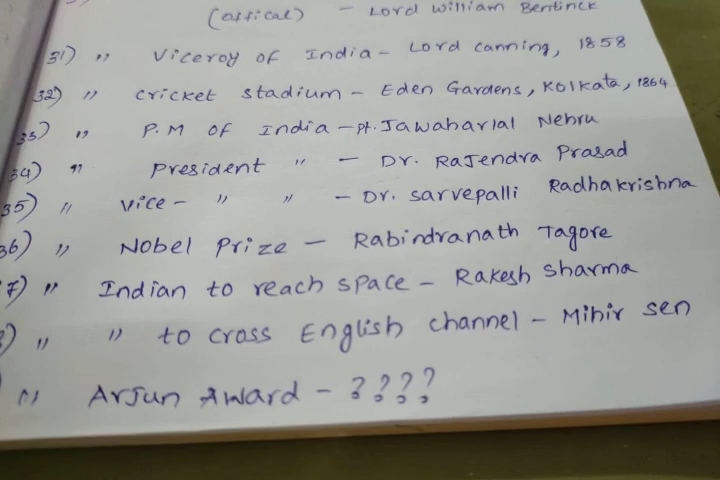 (offical) - Lord William Bentinck
31) " Viceroy of India - Lord Canning, 1858
32) " Cricket Stadium - Eden Gardens, Kolkata, 1864
33) " P.M of India - Pt. Jawaharlal Nehru
34) " President " - Dr. Rajendra Prasad
35) " Vice - " " - Dr. Sarvepalli Radhakrishna
36) " Nobel Prize - Rabindranath Tagore
7) " Indian to reach space - Rakesh Sharma
) " " to cross English channel - Mihir sen
" Arjun Award - ????